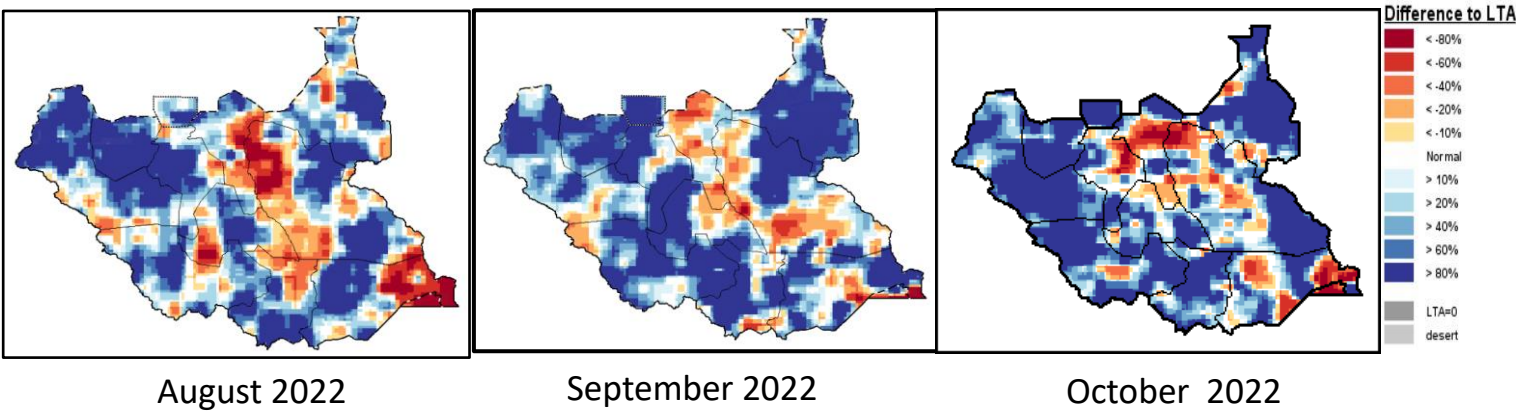 Difference to LTA
< -80%
< -60%
< -40%
< -20%
< -10%
Normal
> 10%
> 20%
> 40%
> 60%
> 80%
LTA=0
desert
August 2022
September 2022
October 2022